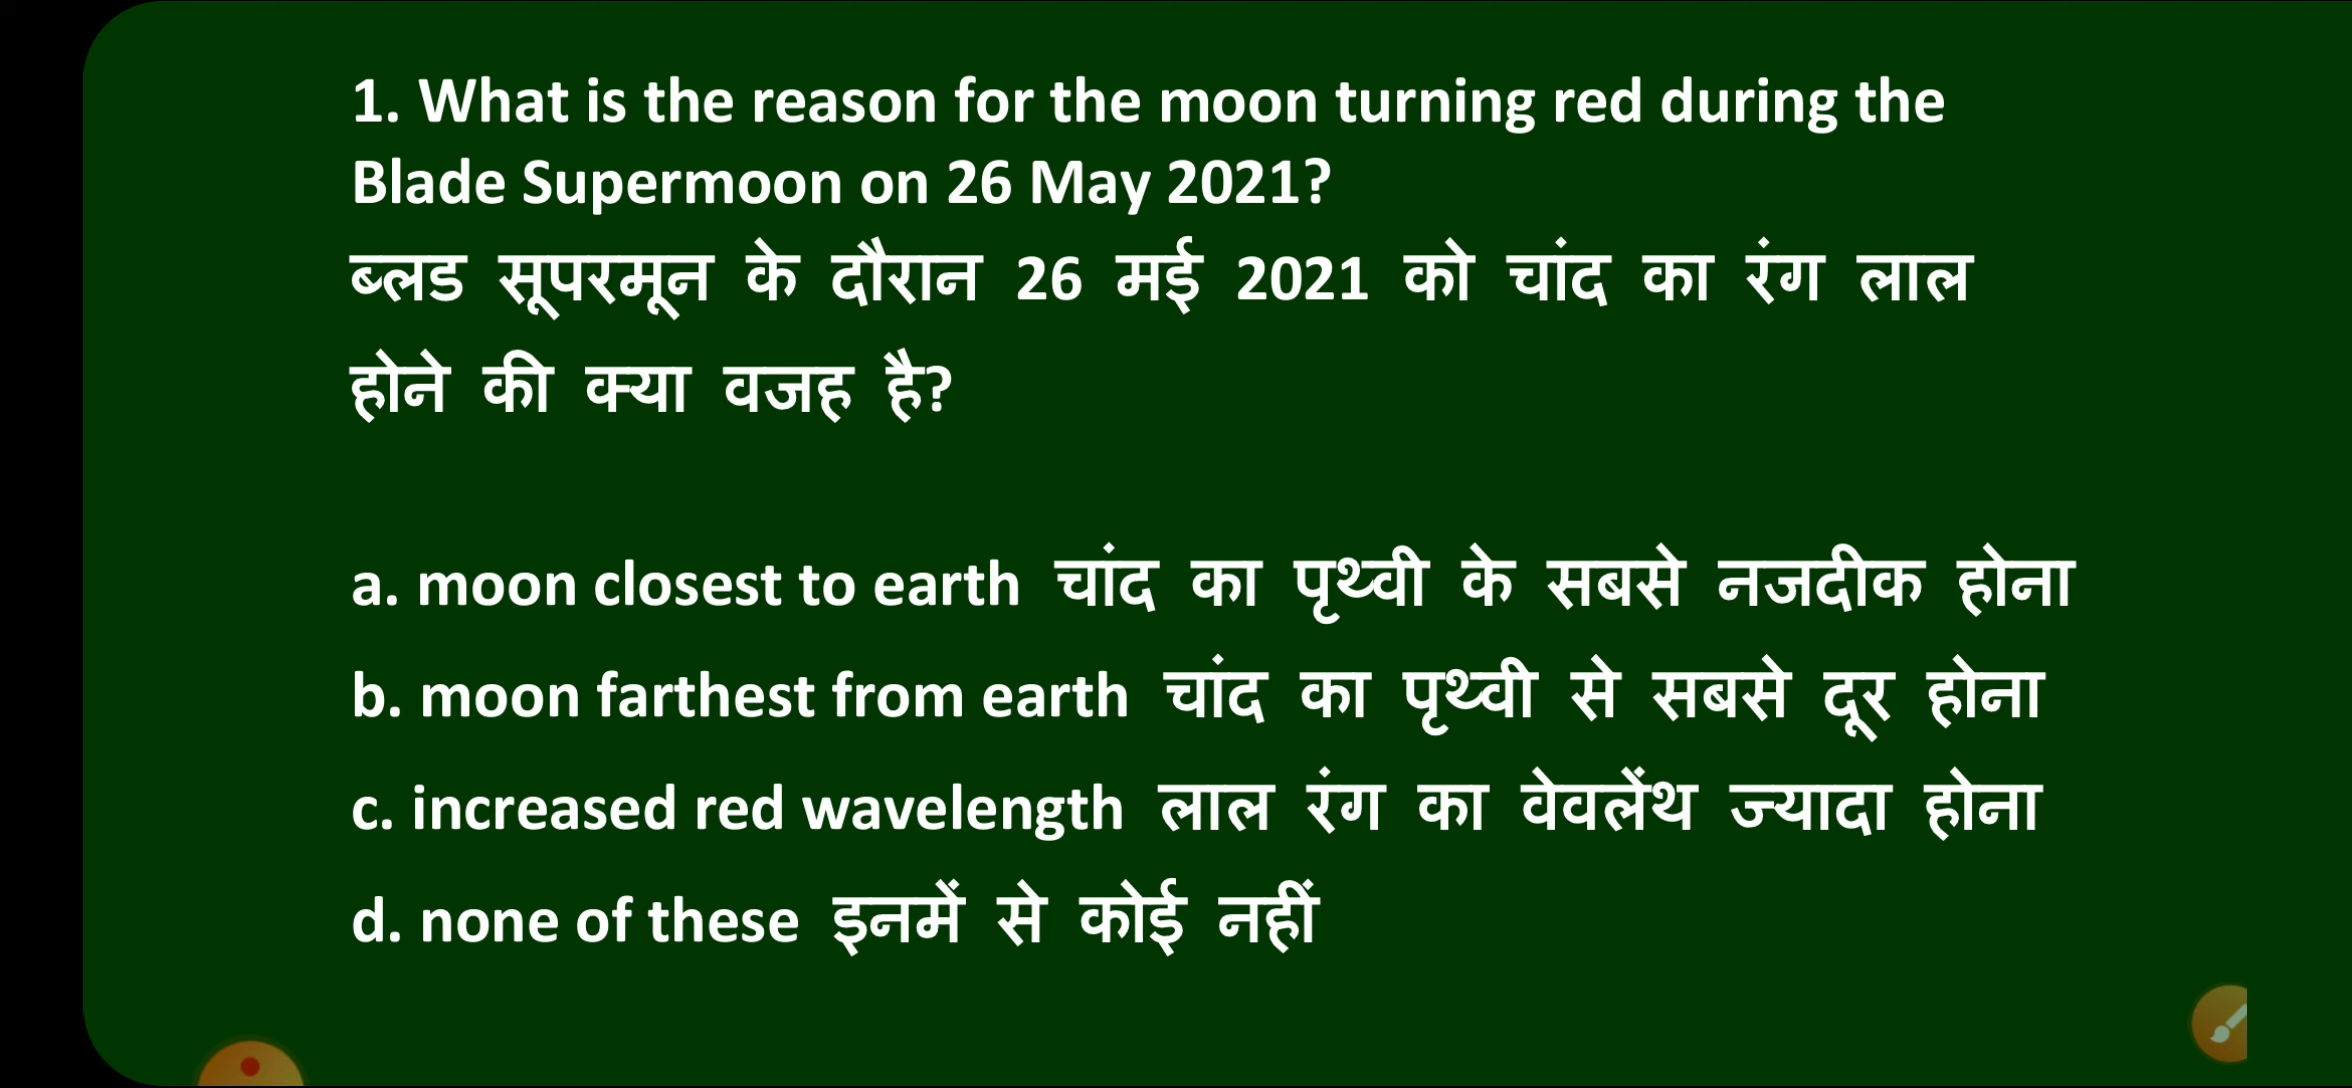 1. What is the reason for the moon turning red during the
Blade Supermoon on 26 May 2021?
ब्लड सूपरमून के दौरान 26 मई 2021 को चांद का रंग लाल
होने की क्या वजह है?
a. moon closest to earth चांद का पृथ्वी के सबसे नजदीक होना
b. moon farthest from earth चांद का पृथ्वी से सबसे दूर होना
c. increased red wavelength लाल रंग का वेवलेंथ ज्यादा होना
d. none of these इनमें से कोई नहीं